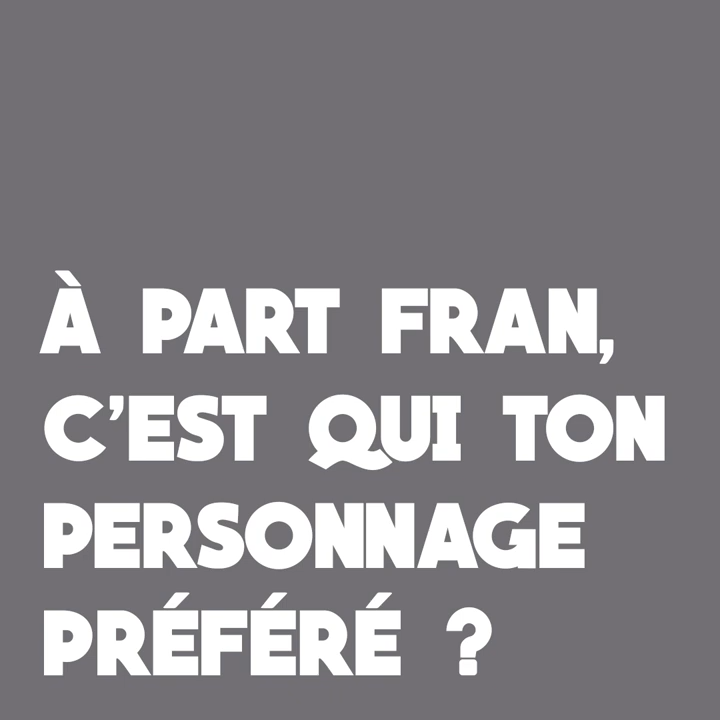 À PART FRAN,
C'EST QUI TON
PERSONNAGE
PRÉFÉRÉ ?